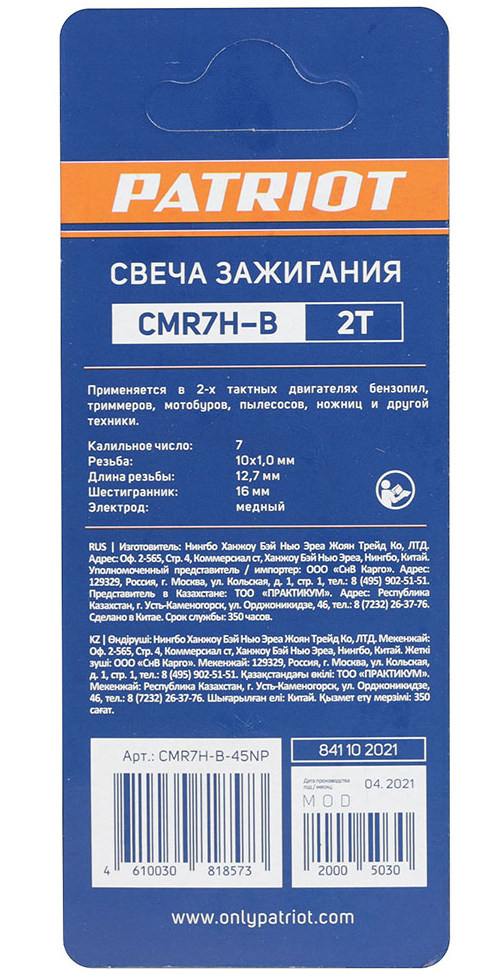 PATRIOT
СВЕЧА ЗАЖИГАНИЯ
CMR7H-B 2T
Применяется в 2-х тактных двигателях бензопил,
триммеров, мотобуров, пылесосов, ножниц и другой
техники.
Калильное число: 7
Резьба: 10х1,0 мм
Длина резьбы: 12,7 мм
Шестигранник: 16 мм
Электрод: медный
RUS | Изготовитель: Нингбо Ханжоу Бэй Нью Эреа Жоян Трейд Ко, ЛТД.
Адрес: Оф. 2-565, Стр. 4, Коммерсиал ст, Ханжоу Бэй Нью Эреа, Нингбо, Китай.
Уполномоченный представитель / импортер: ООО «СнВ Карго». Адрес:
129329, Россия, г. Москва, ул. Кольская, д. 1, стр. 1, тел.: 8 (495) 902-51-51.
Представитель в Казахстане: ТОО «ПРАКТИКУМ». Адрес: Республика
Казахстан, г. Усть-Каменогорск, ул. Орджоникидзе, 46, тел.: 8 (7232) 26-37-76.
Сделано в Китае. Срок службы: 350 часов.
KZ | Өндіруші: Нингбо Ханжоу Бэй Нью Эреа Жоян Трейд Ко, ЛТД. Мекенжай:
Оф. 2-565, Стр. 4, Коммерсиал ст, Ханжоу Бэй Нью Эреа, Нингбо, Китай. Жеткі
зуші: ООО «СнВ Карго». Мекенжай: 129329, Россия, г. Москва, ул. Кольская,
д. 1, стр. 1, тел.: 8 (495) 902-51-51. Қазақстандағы өкілі: ТОО «ПРАКТИКУМ».
Мекенжай: Республика Казахстан, г. Усть-Каменогорск, ул. Орджоникидзе,
46, тел.: 8 (7232) 26-37-76. Шығарылған елі: Китай. Қызмет ету мерзімі: 350
сағат.
Арт.: CMR7H-B-45NP
4 610030 818573
841 10 2021
Дата производства
год / месяц:
04. 2021
MOD
2000 5030
www.onlypatriot.com